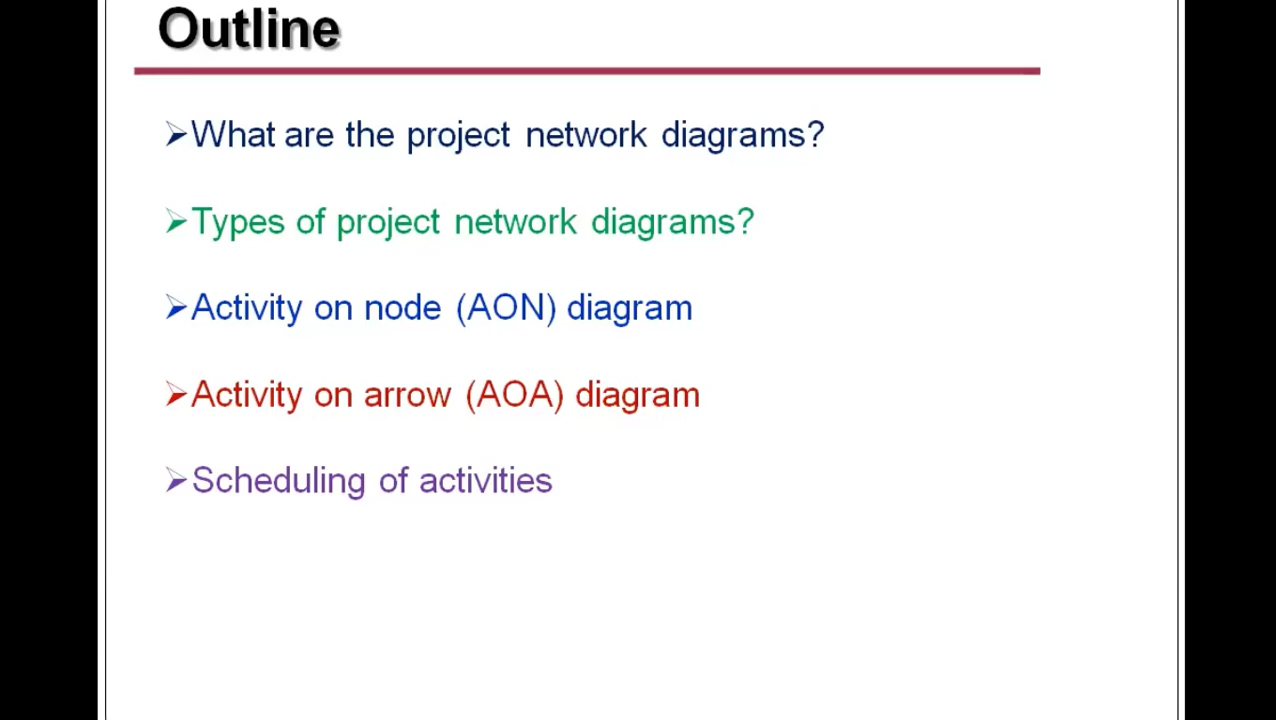 Outline
➢What are the project network diagrams?
➢Types of project network diagrams?
➢Activity on node (AON) diagram
➢Activity on arrow (AOA) diagram
➢Scheduling of activities